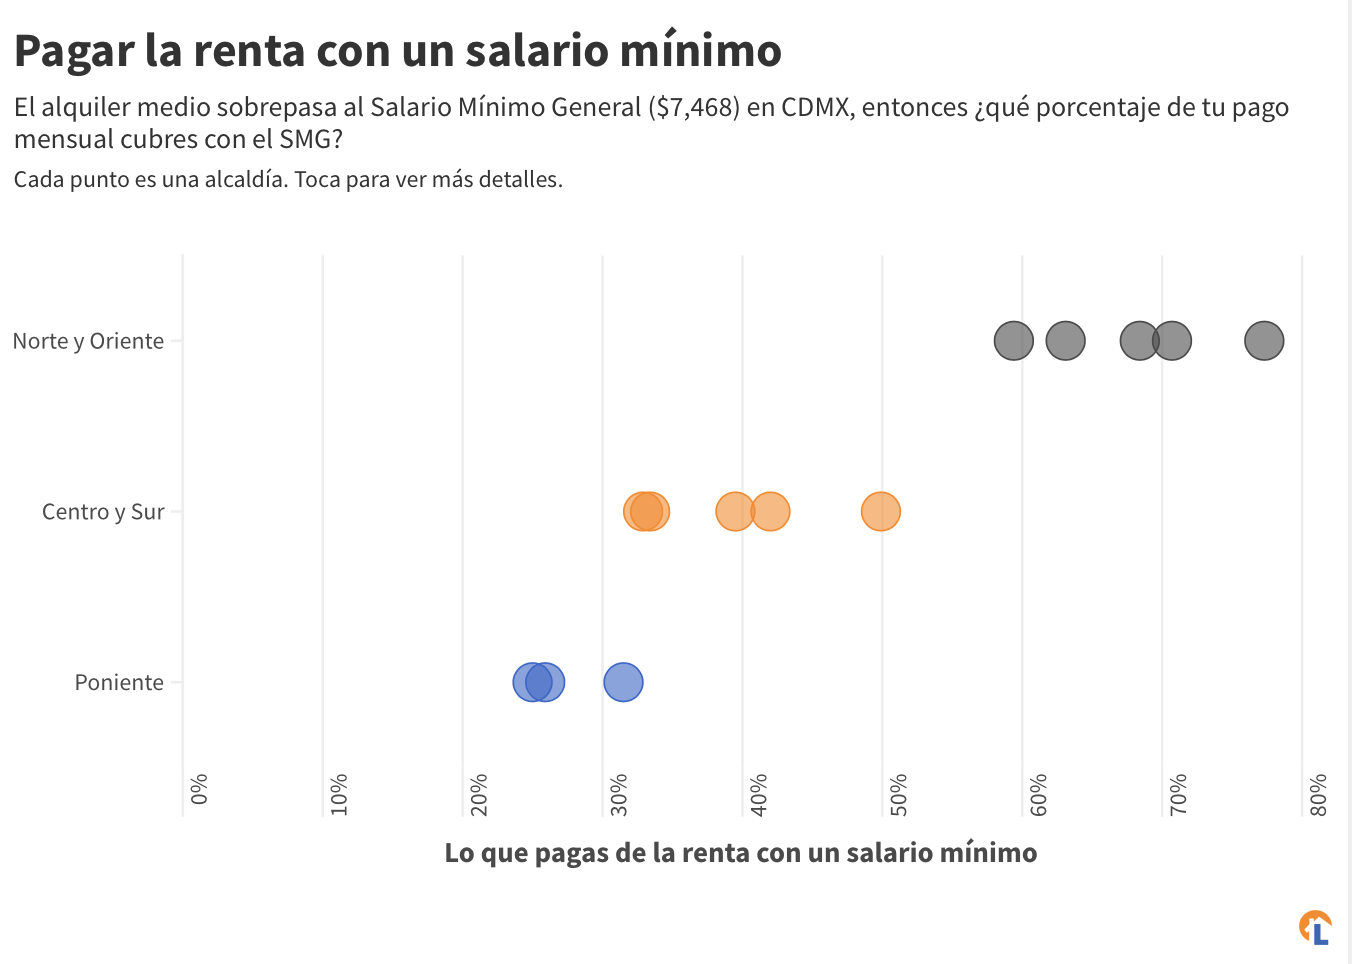 Pagar la renta con un salario mínimo
El alquiler medio sobrepasa al Salario Mínimo General ($7,468) en CDMX, entonces ¿qué porcentaje de tu pago
mensual cubres con el SMG?
Cada punto es una alcaldía. Toca para ver más detalles.
Norte y Oriente
Centro y Sur
Poniente
0%
10%
20%
30%
40%
50%
60%
70%
80%
Lo que pagas de la renta con un salario mínimo
L